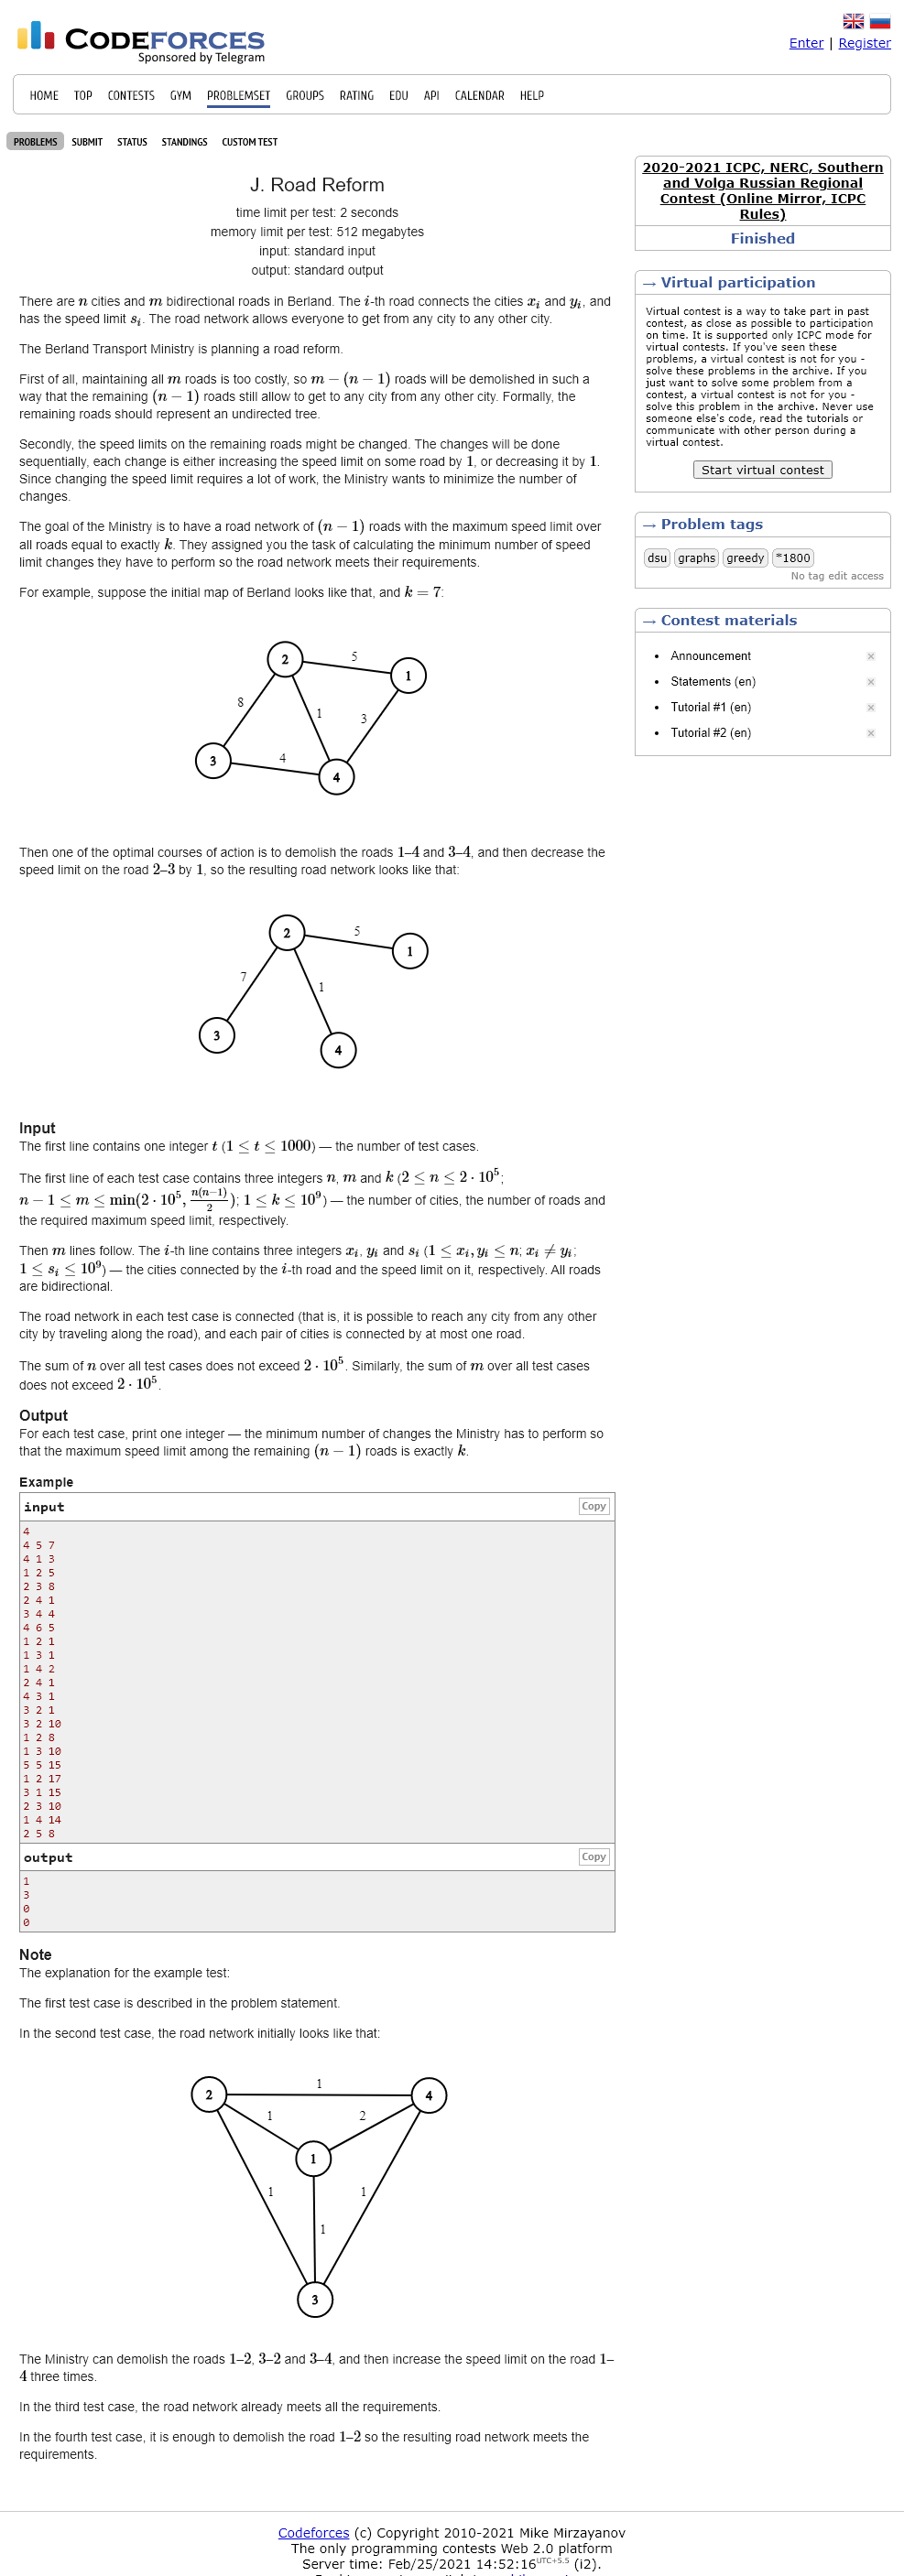 CODEFORCES
Sponsored by Telegram
Enter | Register
HOME TOP CONTESTS GYM PROBLEMSET GROUPS RATING EDU API CALENDAR HELP
PROBLEMS SUBMIT STATUS STANDINGS CUSTOM TEST
J. Road Reform
time limit per test: 2 seconds
memory limit per test: 512 megabytes
input: standard input
output: standard output
There are n cities and m bidirectional roads in Berland. The i-th road connects the cities x_i and y_i, and
has the speed limit s_i. The road network allows everyone to get from any city to any other city.
The Berland Transport Ministry is planning a road reform.
First of all, maintaining all m roads is too costly, so m − (n − 1) roads will be demolished in such a
way that the remaining (n − 1) roads still allow to get to any city from any other city. Formally, the
remaining roads should represent an undirected tree.
Secondly, the speed limits on the remaining roads might be changed. The changes will be done
sequentially, each change is either increasing the speed limit on some road by 1, or decreasing it by 1.
Since changing the speed limit requires a lot of work, the Ministry wants to minimize the number of
changes.
The goal of the Ministry is to have a road network of (n − 1) roads with the maximum speed limit over
all roads equal to exactly k. They assigned you the task of calculating the minimum number of speed
limit changes they have to perform so the road network meets their requirements.
For example, suppose the initial map of Berland looks like that, and k = 7:
2
5
1
8
1
3
3
4
4
Then one of the optimal courses of action is to demolish the roads 1–4 and 3–4, and then decrease the
speed limit on the road 2–3 by 1, so the resulting road network looks like that:
2
5
1
7
1
3
4
Input
The first line contains one integer t (1 ≤ t ≤ 1000) — the number of test cases.
The first line of each test case contains three integers n, m and k (2 ≤ n ≤ 2 · 10^5;
n − 1 ≤ m ≤ min(2 · 10^5, n(n−1)/2); 1 ≤ k ≤ 10^9) — the number of cities, the number of roads and
the required maximum speed limit, respectively.
Then m lines follow. The i-th line contains three integers x_i, y_i and s_i (1 ≤ x_i, y_i ≤ n; x_i ≠ y_i;
1 ≤ s_i ≤ 10^9) — the cities connected by the i-th road and the speed limit on it, respectively. All roads
are bidirectional.
The road network in each test case is connected (that is, it is possible to reach any city from any other
city by traveling along the road), and each pair of cities is connected by at most one road.
The sum of n over all test cases does not exceed 2 · 10^5. Similarly, the sum of m over all test cases
does not exceed 2 · 10^5.
Output
For each test case, print one integer — the minimum number of changes the Ministry has to perform so
that the maximum speed limit among the remaining (n − 1) roads is exactly k.
Example
input Copy
4
4 5 7
4 1 3
1 2 5
2 3 8
2 4 1
3 4 4
4 6 5
1 2 1
1 3 1
1 4 2
2 4 1
4 3 1
3 2 1
3 2 10
1 2 8
1 3 10
5 5 15
1 2 17
3 1 15
2 3 10
1 4 14
2 5 8
output Copy
1
3
0
0
Note
The explanation for the example test:
The first test case is described in the problem statement.
In the second test case, the road network initially looks like that:
2
1
4
1
2
1
1
1
1
3
The Ministry can demolish the roads 1–2, 3–2 and 3–4, and then increase the speed limit on the road 1–
4 three times.
In the third test case, the road network already meets all the requirements.
In the fourth test case, it is enough to demolish the road 1–2 so the resulting road network meets the
requirements.
2020-2021 ICPC, NERC, Southern
and Volga Russian Regional
Contest (Online Mirror, ICPC
Rules)
Finished
→ Virtual participation
Virtual contest is a way to take part in past
contest, as close as possible to participation
on time. It is supported only ICPC mode for
virtual contests. If you've seen these
problems, a virtual contest is not for you -
solve these problems in the archive. If you
just want to solve some problem from a
contest, a virtual contest is not for you -
solve this problem in the archive. Never use
someone else's code, read the tutorials or
communicate with other person during a
virtual contest.
Start virtual contest
→ Problem tags
dsu graphs greedy *1800
No tag edit access
→ Contest materials
Announcement
Statements (en)
Tutorial #1 (en)
Tutorial #2 (en)
Codeforces (c) Copyright 2010-2021 Mike Mirzayanov
The only programming contests Web 2.0 platform
Server time: Feb/25/2021 14:52:16UTC+5.5 (i2).